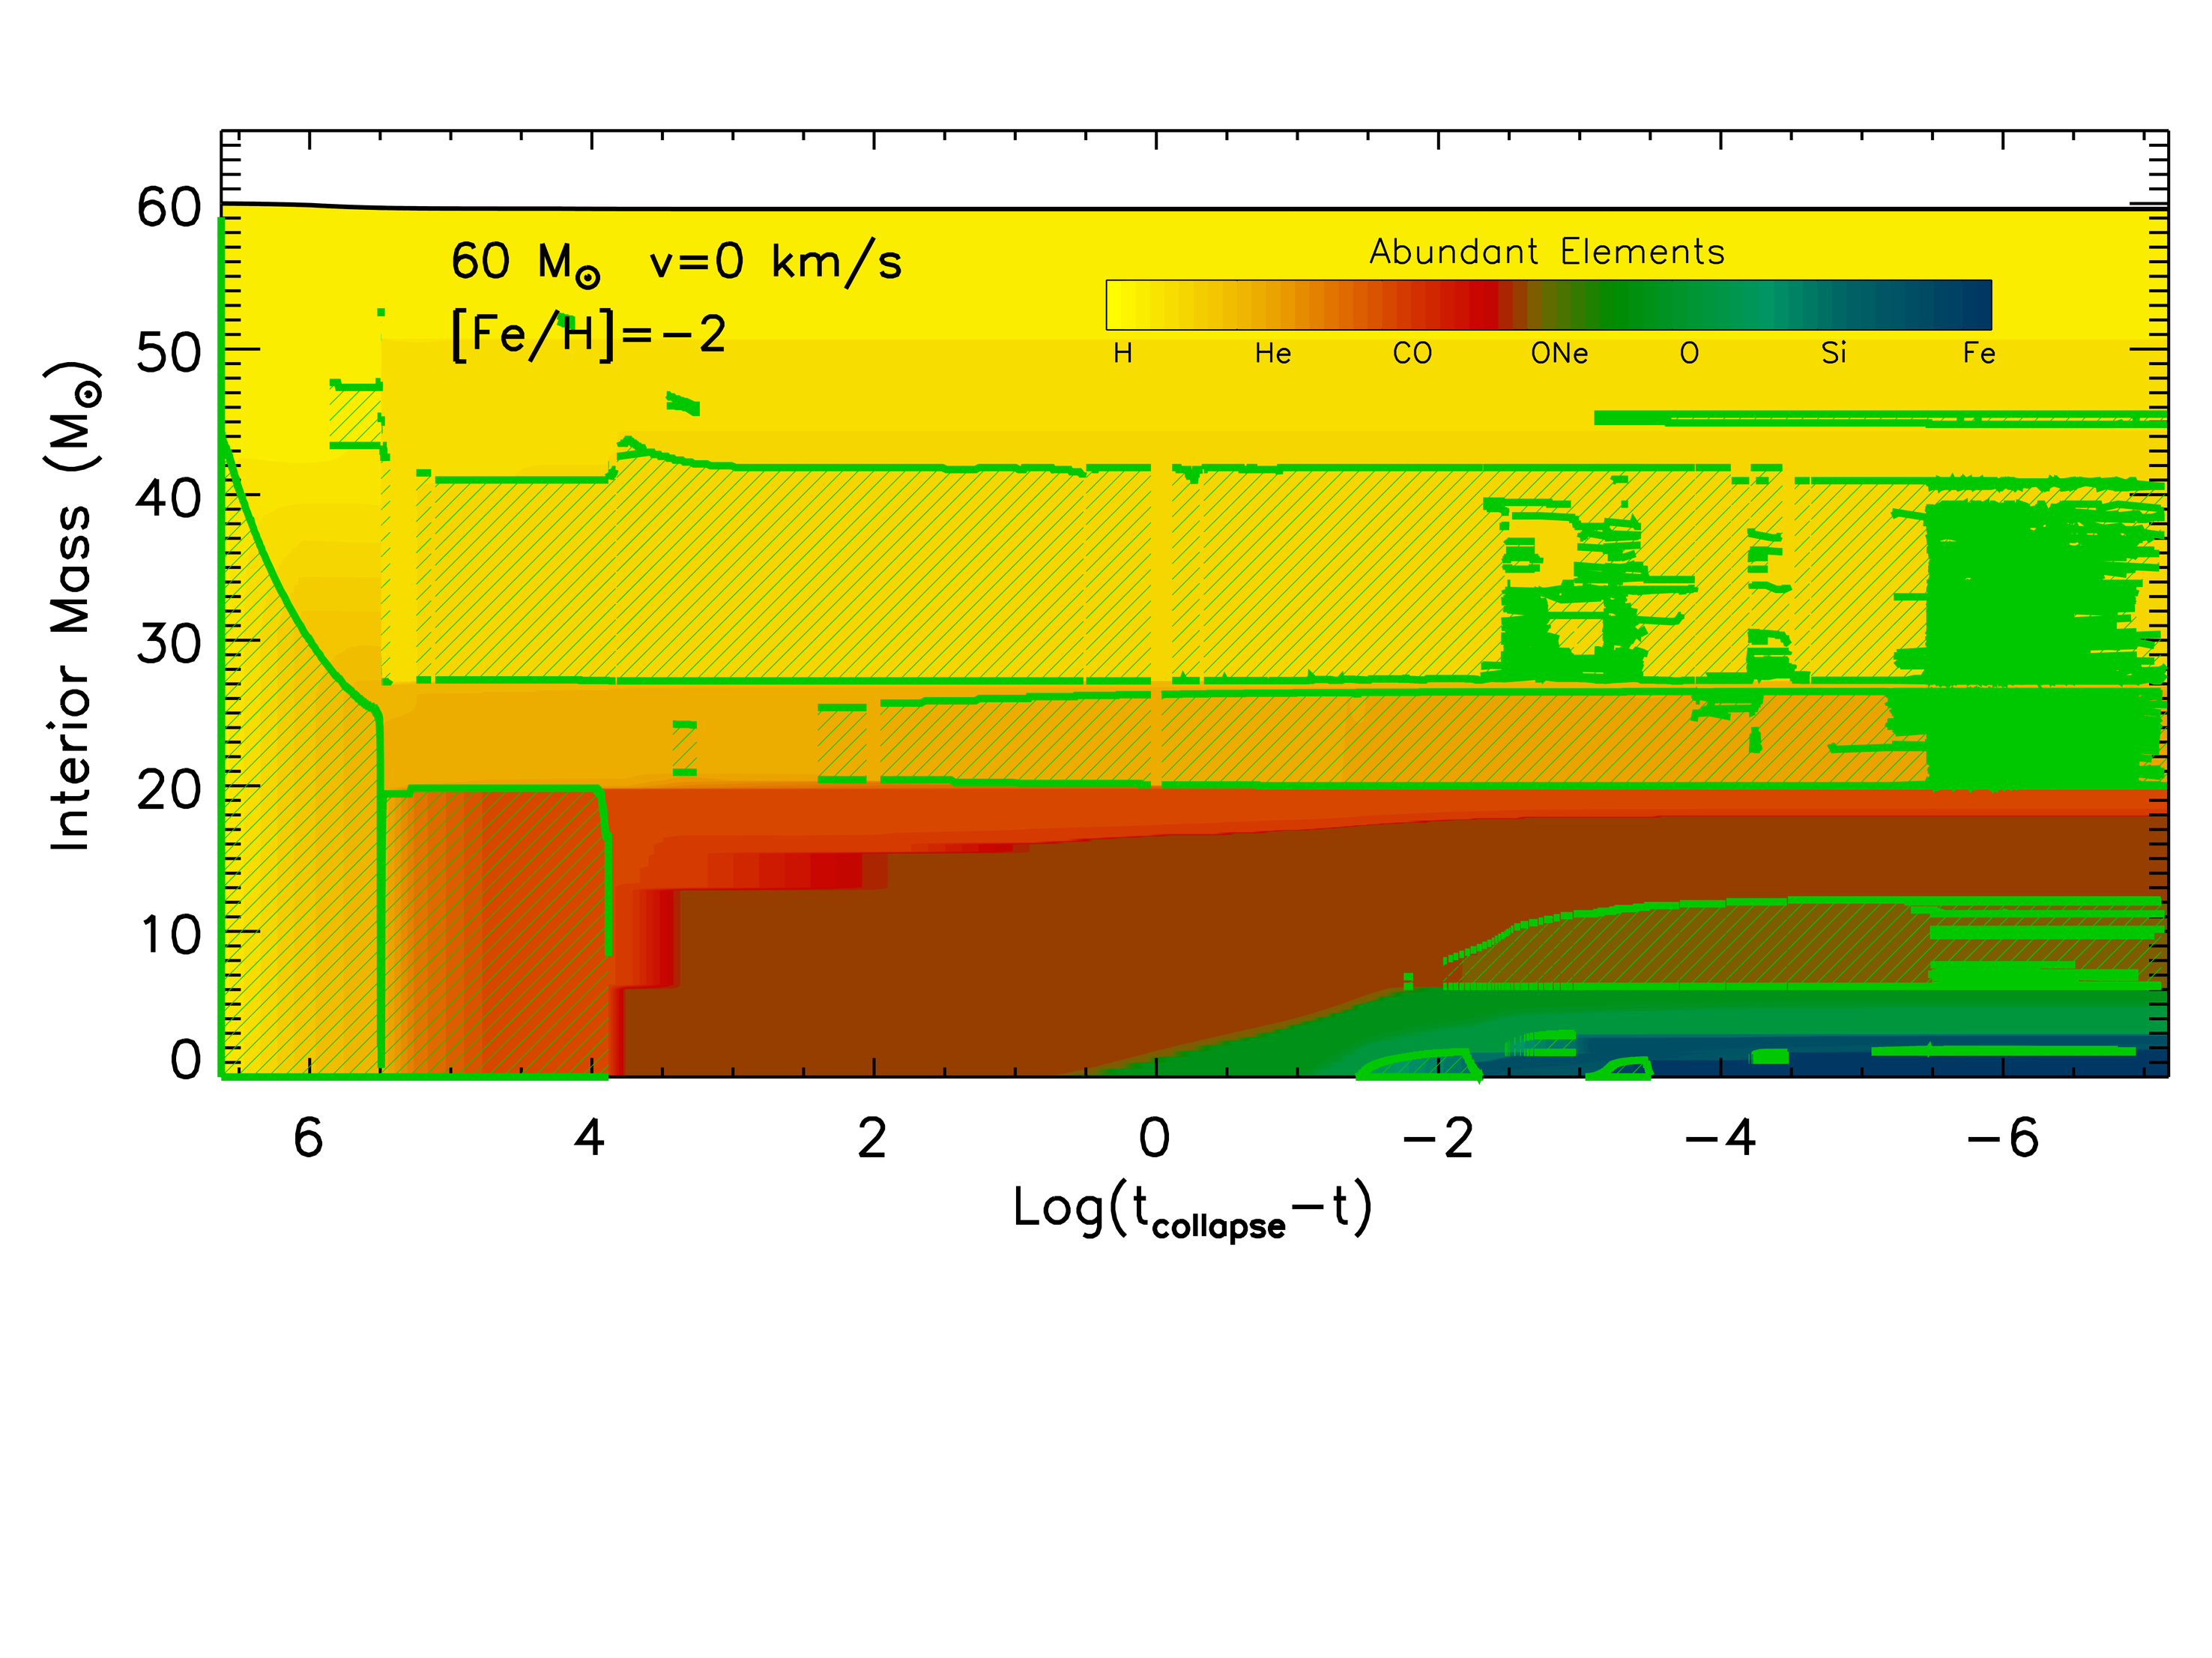 60 M⊙ v=0 km/s
[Fe/H]=−2
Abundant Elements
H He CO ONe O Si Fe
Interior Mass (M⊙)
60
50
40
30
20
10
0
6 4 2 0 −2 −4 −6
Log(tcollapse−t)